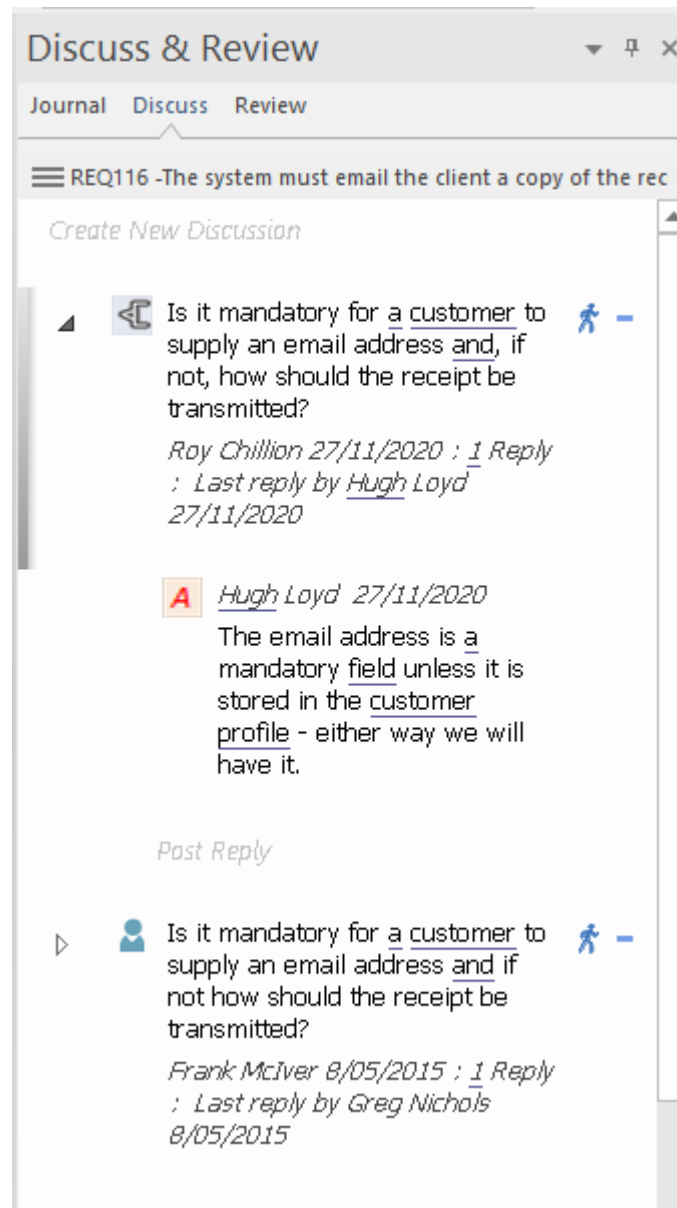 Discuss & Review
Journal Discuss Review
REQ116 -The system must email the client a copy of the rec
Create New Discussion
Is it mandatory for a customer to
supply an email address and, if
not, how should the receipt be
transmitted?
Roy Chillion 27/11/2020 : 1 Reply
: Last reply by Hugh Loyd
27/11/2020
A Hugh Loyd 27/11/2020
The email address is a
mandatory field unless it is
stored in the customer
profile - either way we will
have it.
Post Reply
Is it mandatory for a customer to
supply an email address and if
not how should the receipt be
transmitted?
Frank McIver 8/05/2015 : 1 Reply
: Last reply by Greg Nichols
8/05/2015